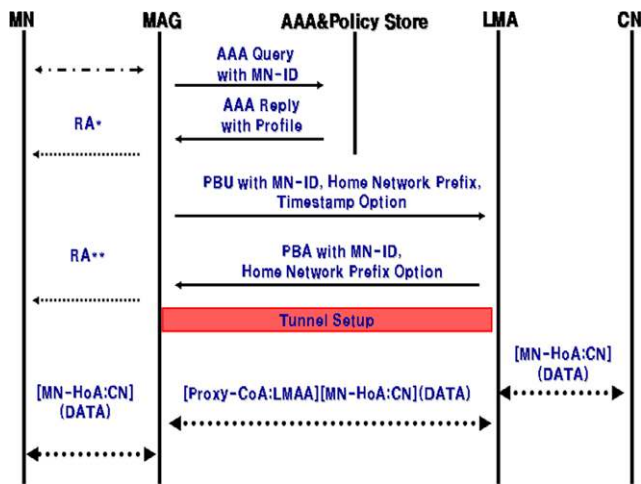 MN MAG AAA&Policy Store LMA CN
AAA Query
with MN-ID
AAA Reply
with Profile
RA*
PBU with MN-ID, Home Network Prefix,
Timestamp Option
RA**
PBA with MN-ID,
Home Network Prefix Option
Tunnel Setup
[MN-HoA:CN]
(DATA)
[Proxy-CoA:LMAA][MN-HoA:CN](DATA)
[MN-HoA:CN]
(DATA)